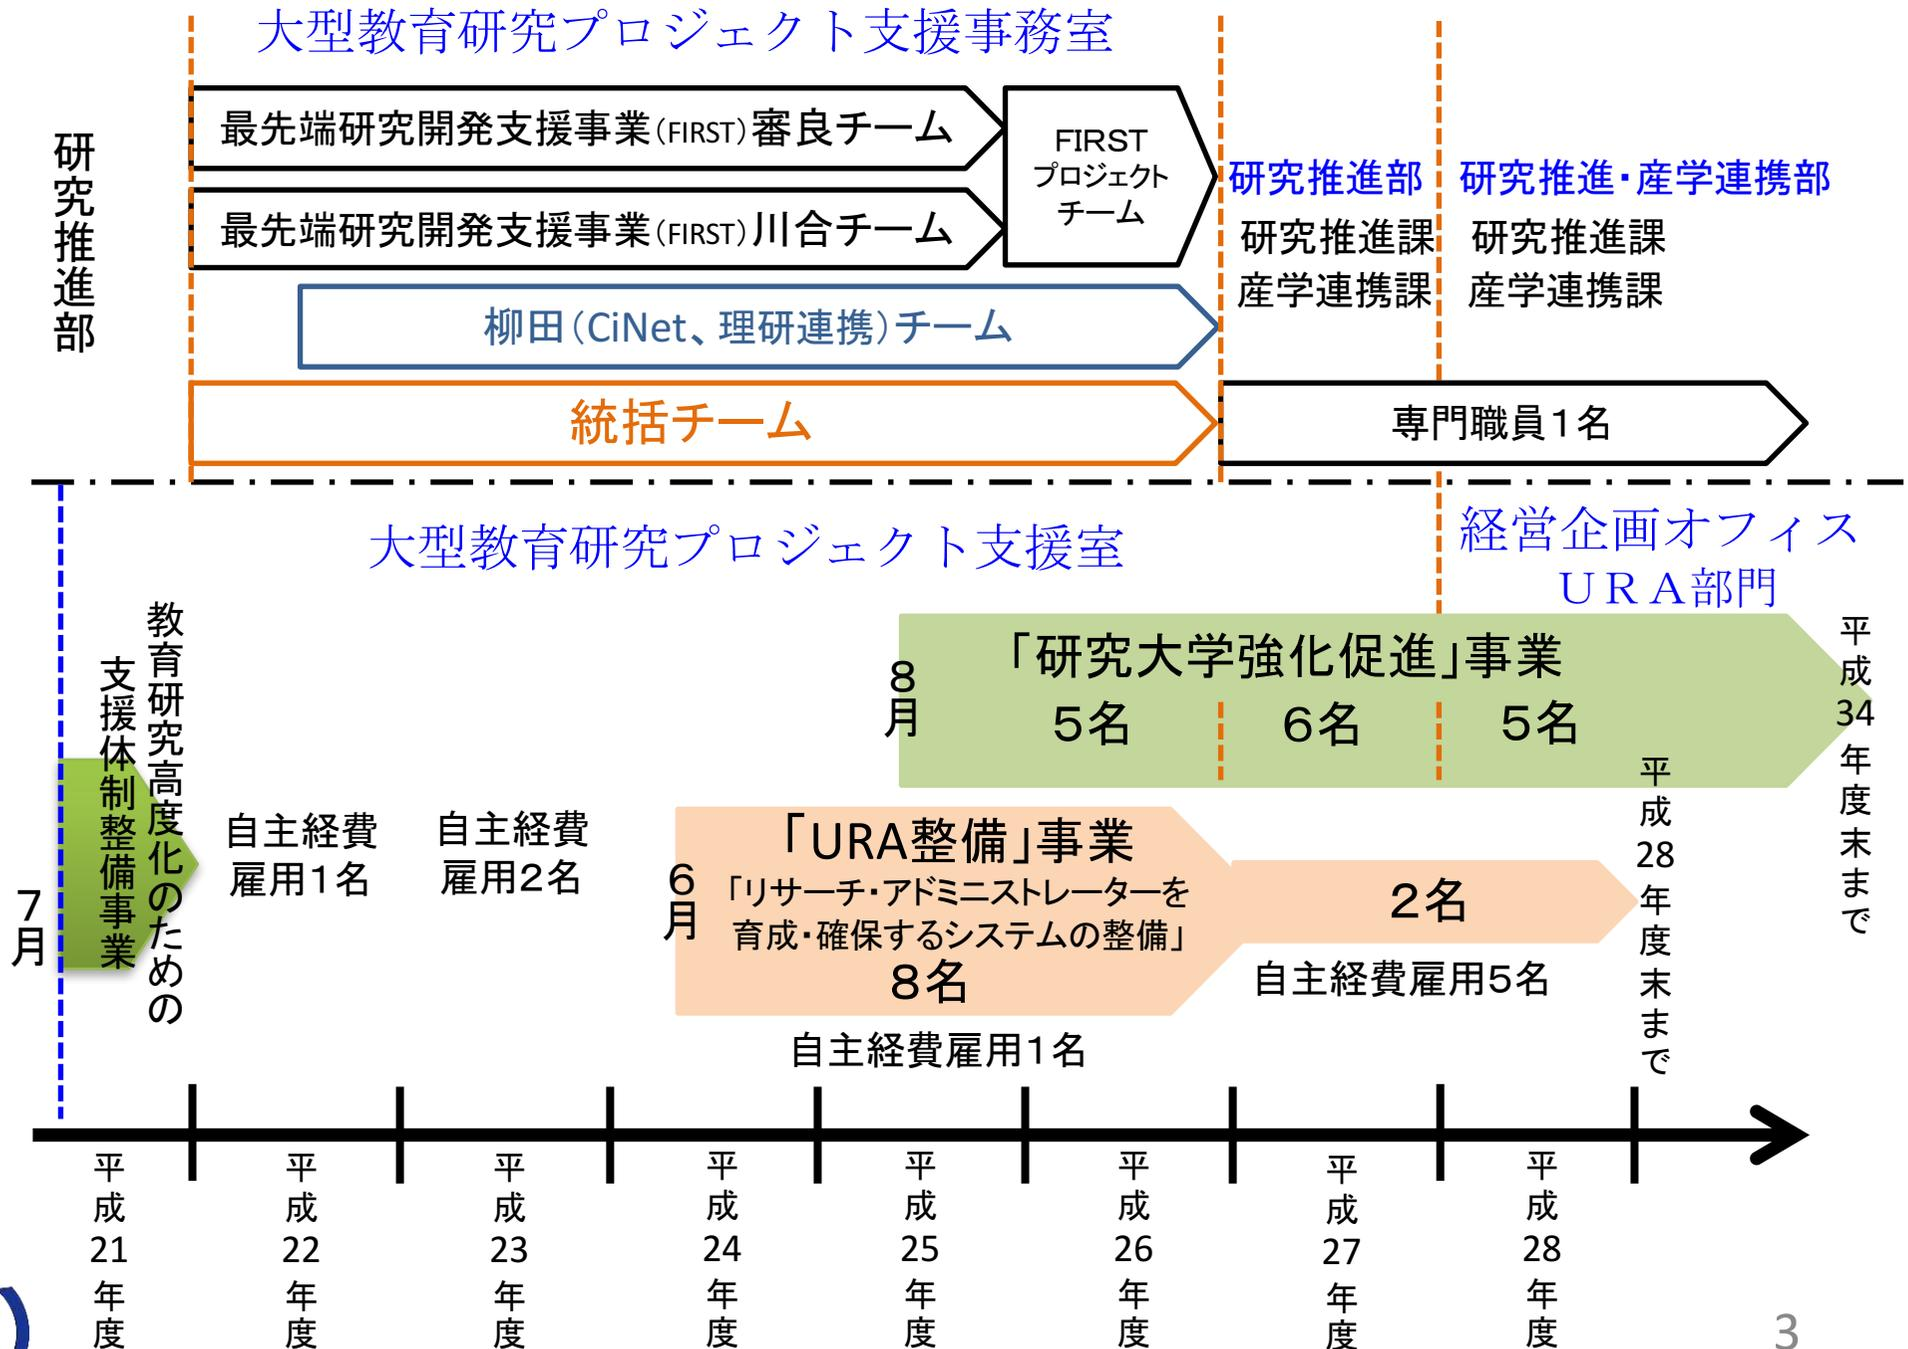 大型教育研究プロジェクト支援事務室
研究推進部
最先端研究開発支援事業(FIRST)審良チーム
最先端研究開発支援事業(FIRST)川合チーム
FIRST
プロジェクト
チーム
柳田(CiNet、理研連携)チーム
統括チーム
研究推進部
研究推進課
産学連携課
研究推進・産学連携部
研究推進課
産学連携課
専門職員1名
大型教育研究プロジェクト支援室
経営企画オフィス
URA部門
7月
教育研究高度化のための
支援体制整備事業
自主経費
雇用1名
自主経費
雇用2名
8月
「研究大学強化促進」事業
5名
6名
5名
平成34年度末まで
6月
「URA整備」事業
「リサーチ・アドミニストレーターを
育成・確保するシステムの整備」
8名
2名
平成28年度末まで
自主経費雇用5名
自主経費雇用1名
平成21年度
平成22年度
平成23年度
平成24年度
平成25年度
平成26年度
平成27年度
平成28年度
3